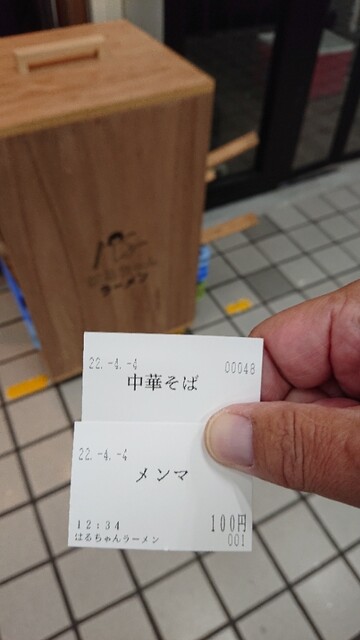 ラーメン
22.-4.-4 00048
中華そば
22.-4.-4
メンマ
12:34 100円
はるちゃんラーメン 001